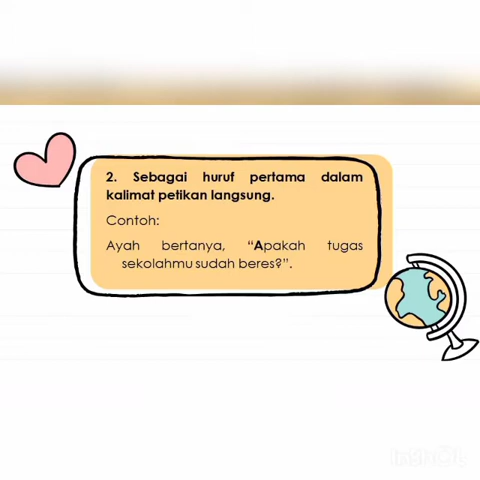 2. Sebagai huruf pertama dalam
kalimat petikan langsung.
Contoh:
Ayah bertanya, “Apakah tugas
sekolahmu sudah beres?”.